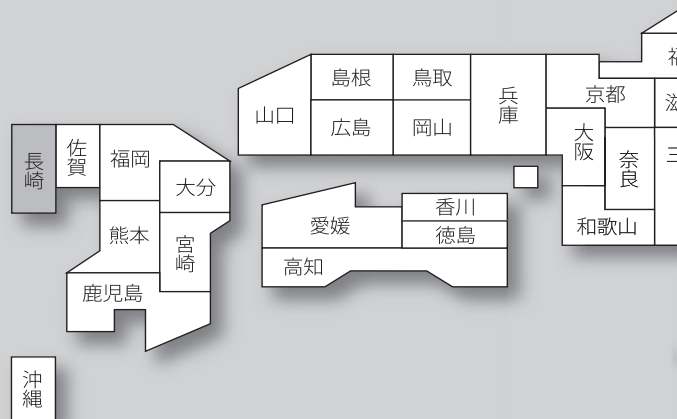 島根
鳥取
兵庫
京都
山口
広島
岡山
大阪
奈良
和歌山
長崎
佐賀
福岡
大分
熊本
宮崎
鹿児島
愛媛
香川
徳島
高知
沖縄